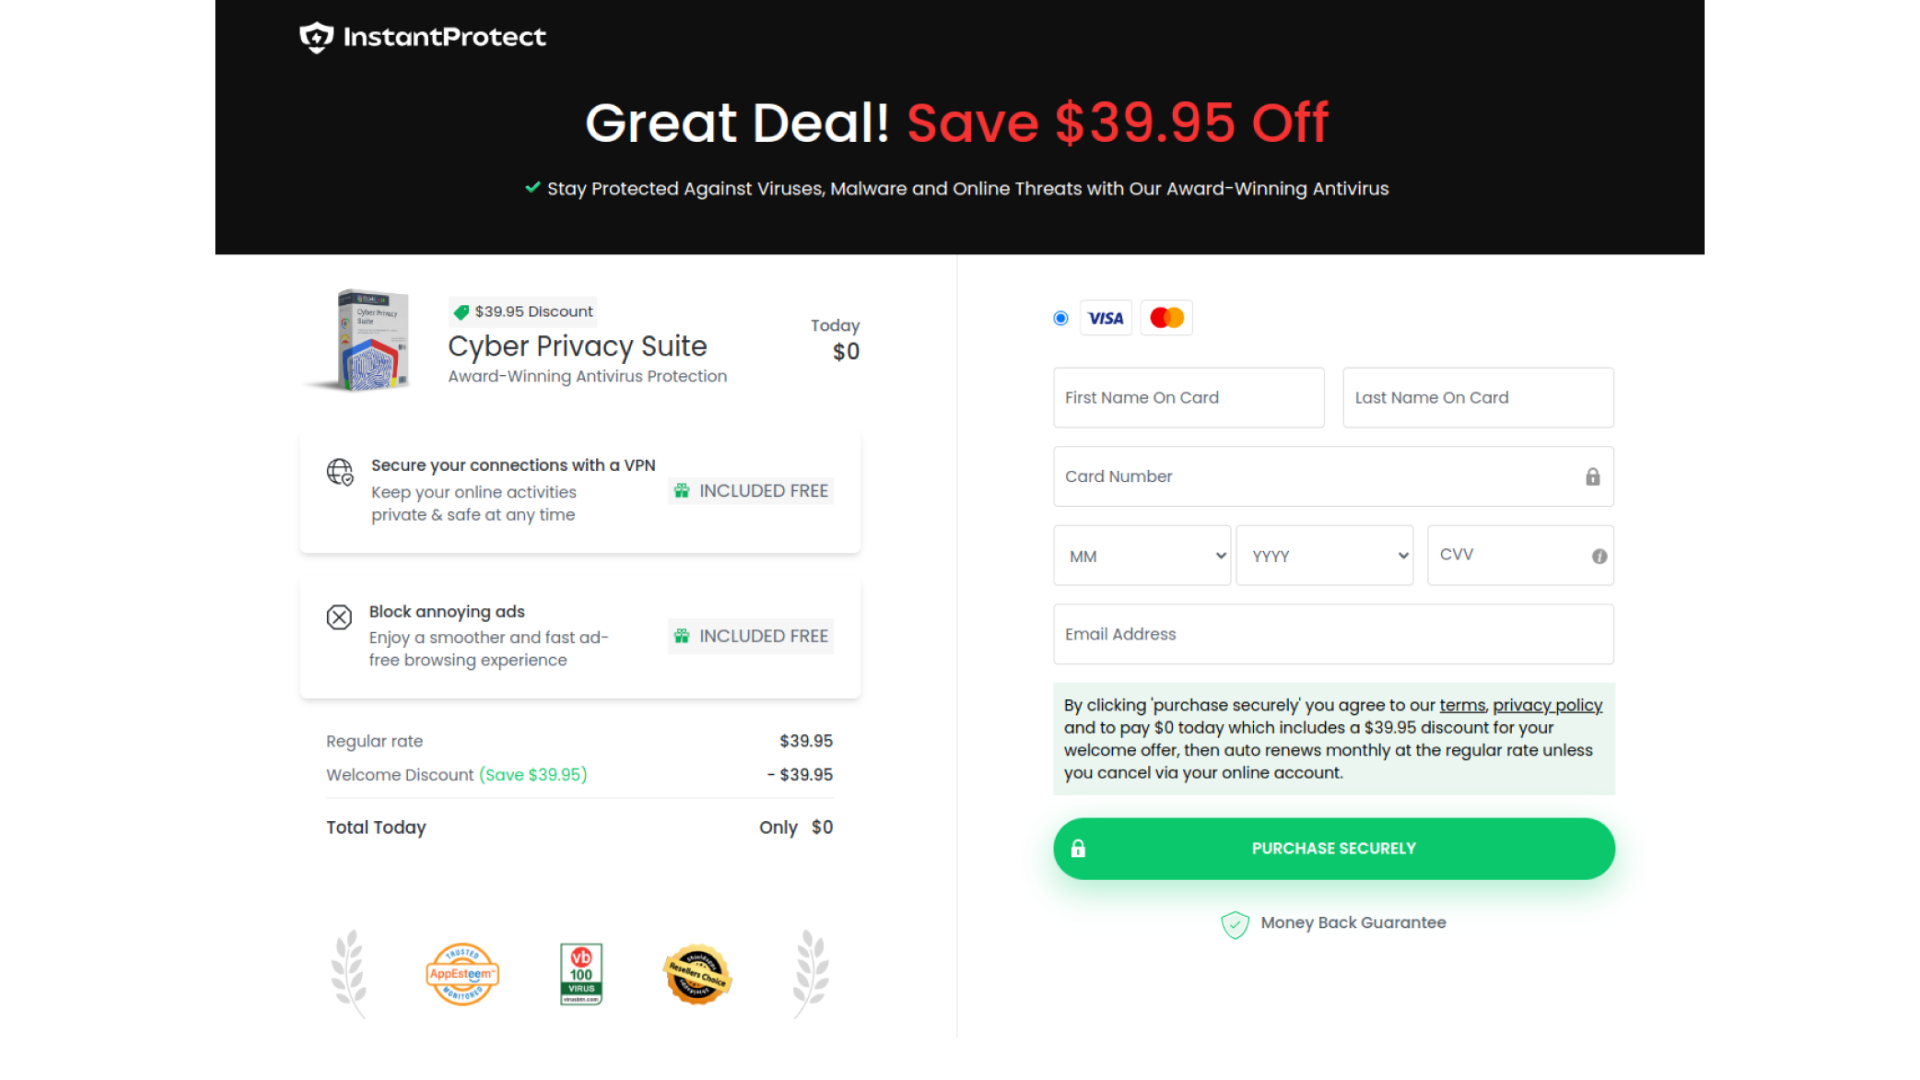 InstantProtect
Great Deal! Save $39.95 Off
Stay Protected Against Viruses, Malware and Online Threats with Our Award-Winning Antivirus
Cyber Privacy
Suite
$39.95 Discount
Cyber Privacy Suite
Award-Winning Antivirus Protection
Today
$0
Secure your connections with a VPN
Keep your online activities
private & safe at any time
INCLUDED FREE
Block annoying ads
Enjoy a smoother and fast ad-
free browsing experience
INCLUDED FREE
Regular rate $39.95
Welcome Discount (Save $39.95) - $39.95
Total Today Only $0
TRUSTED
AppEsteem
MONITORED
vb
100
VIRUS
virusbtn.com
Resellers Choice
VISA
First Name On Card
Last Name On Card
Card Number
MM
YYYY
CVV
Email Address
By clicking 'purchase securely' you agree to our terms, privacy policy
and to pay $0 today which includes a $39.95 discount for your
welcome offer, then auto renews monthly at the regular rate unless
you cancel via your online account.
PURCHASE SECURELY
Money Back Guarantee